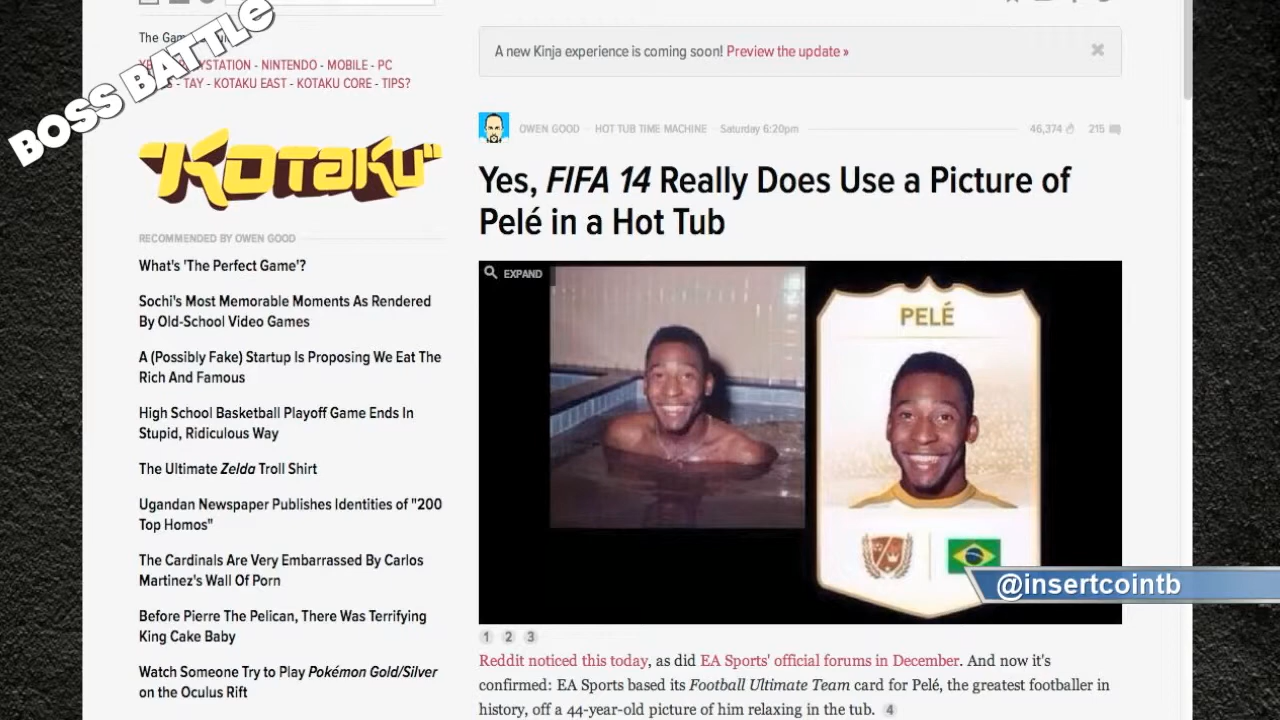 BOSS BATTLE
The Gam
YSTATION - NINTENDO - MOBILE - PC
- TAY - KOTAKU EAST - KOTAKU CORE - TIPS?
"KOTAKU"
RECOMMENDED BY OWEN GOOD
What's 'The Perfect Game'?
Sochi's Most Memorable Moments As Rendered
By Old-School Video Games
A (Possibly Fake) Startup Is Proposing We Eat The
Rich And Famous
High School Basketball Playoff Game Ends In
Stupid, Ridiculous Way
The Ultimate Zelda Troll Shirt
Ugandan Newspaper Publishes Identities of "200
Top Homos"
The Cardinals Are Very Embarrassed By Carlos
Martinez's Wall Of Porn
Before Pierre The Pelican, There Was Terrifying
King Cake Baby
Watch Someone Try to Play Pokémon Gold/Silver
on the Oculus Rift
A new Kinja experience is coming soon! Preview the update »
OWEN GOOD HOT TUB TIME MACHINE Saturday 6:20pm 46,374 215
Yes, FIFA 14 Really Does Use a Picture of
Pelé in a Hot Tub
EXPAND
PELÉ
@insertcointb
1 2 3
Reddit noticed this today, as did EA Sports' official forums in December. And now it's
confirmed: EA Sports based its Football Ultimate Team card for Pelé, the greatest footballer in
history, off a 44-year-old picture of him relaxing in the tub. 4